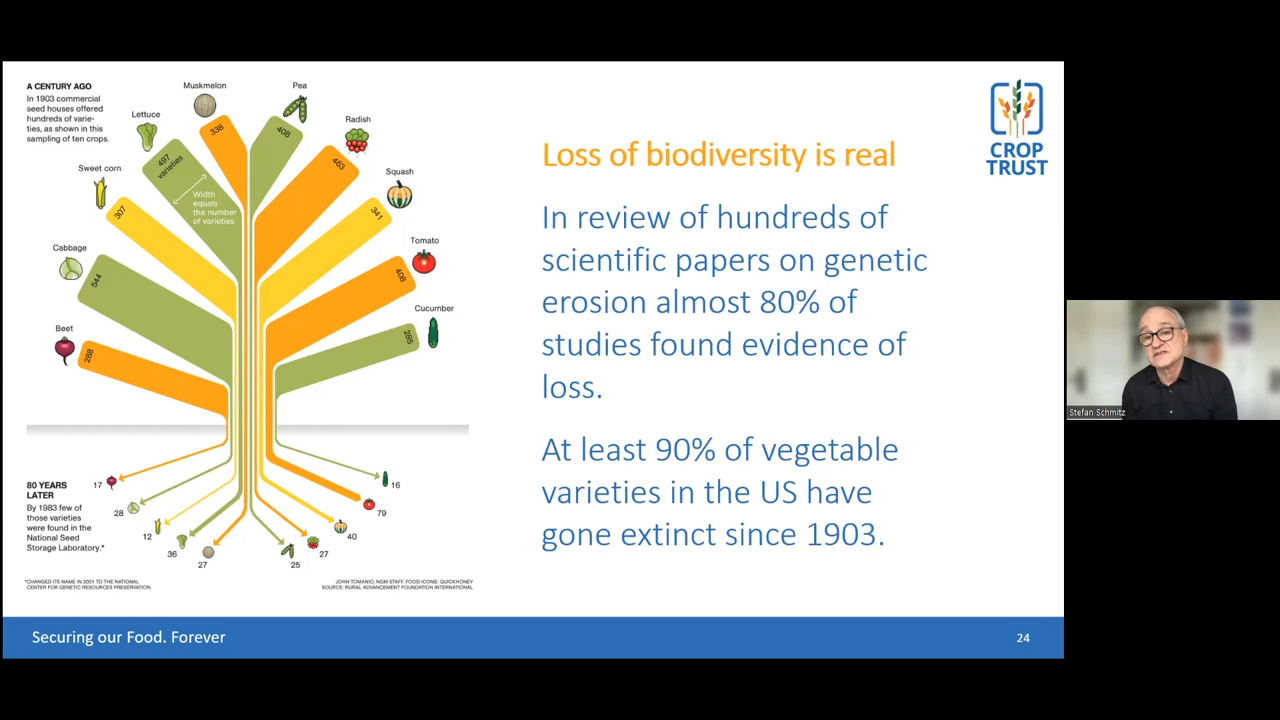 A CENTURY AGO
In 1903 commercial
seed houses offered
hundreds of varie-
ties, as shown in this
sampling of ten crops.
Muskmelon
338
Pea
408
Lettuce
497
varieties
Width
equals
the number
of varieties
Radish
463
Sweet corn
307
Squash
341
Cabbage
544
Tomato
408
Beet
288
Cucumber
285
80 YEARS
LATER
By 1983 few of
those varieties
were found in the
National Seed
Storage Laboratory.*
17
28
12
36
27
25
27
40
79
16
*CHANGED ITS NAME IN 2001 TO THE NATIONAL
CENTER FOR GENETIC RESOURCES PRESERVATION.
JOHN TOMANIO, NGM STAFF. FOOD ICONS: QUICKHONEY
SOURCE: RURAL ADVANCEMENT FOUNDATION INTERNATIONAL
Loss of biodiversity is real
In review of hundreds of
scientific papers on genetic
erosion almost 80% of
studies found evidence of
loss.
At least 90% of vegetable
varieties in the US have
gone extinct since 1903.
CROP
TRUST
Securing our Food. Forever
24
Stefan Schmitz